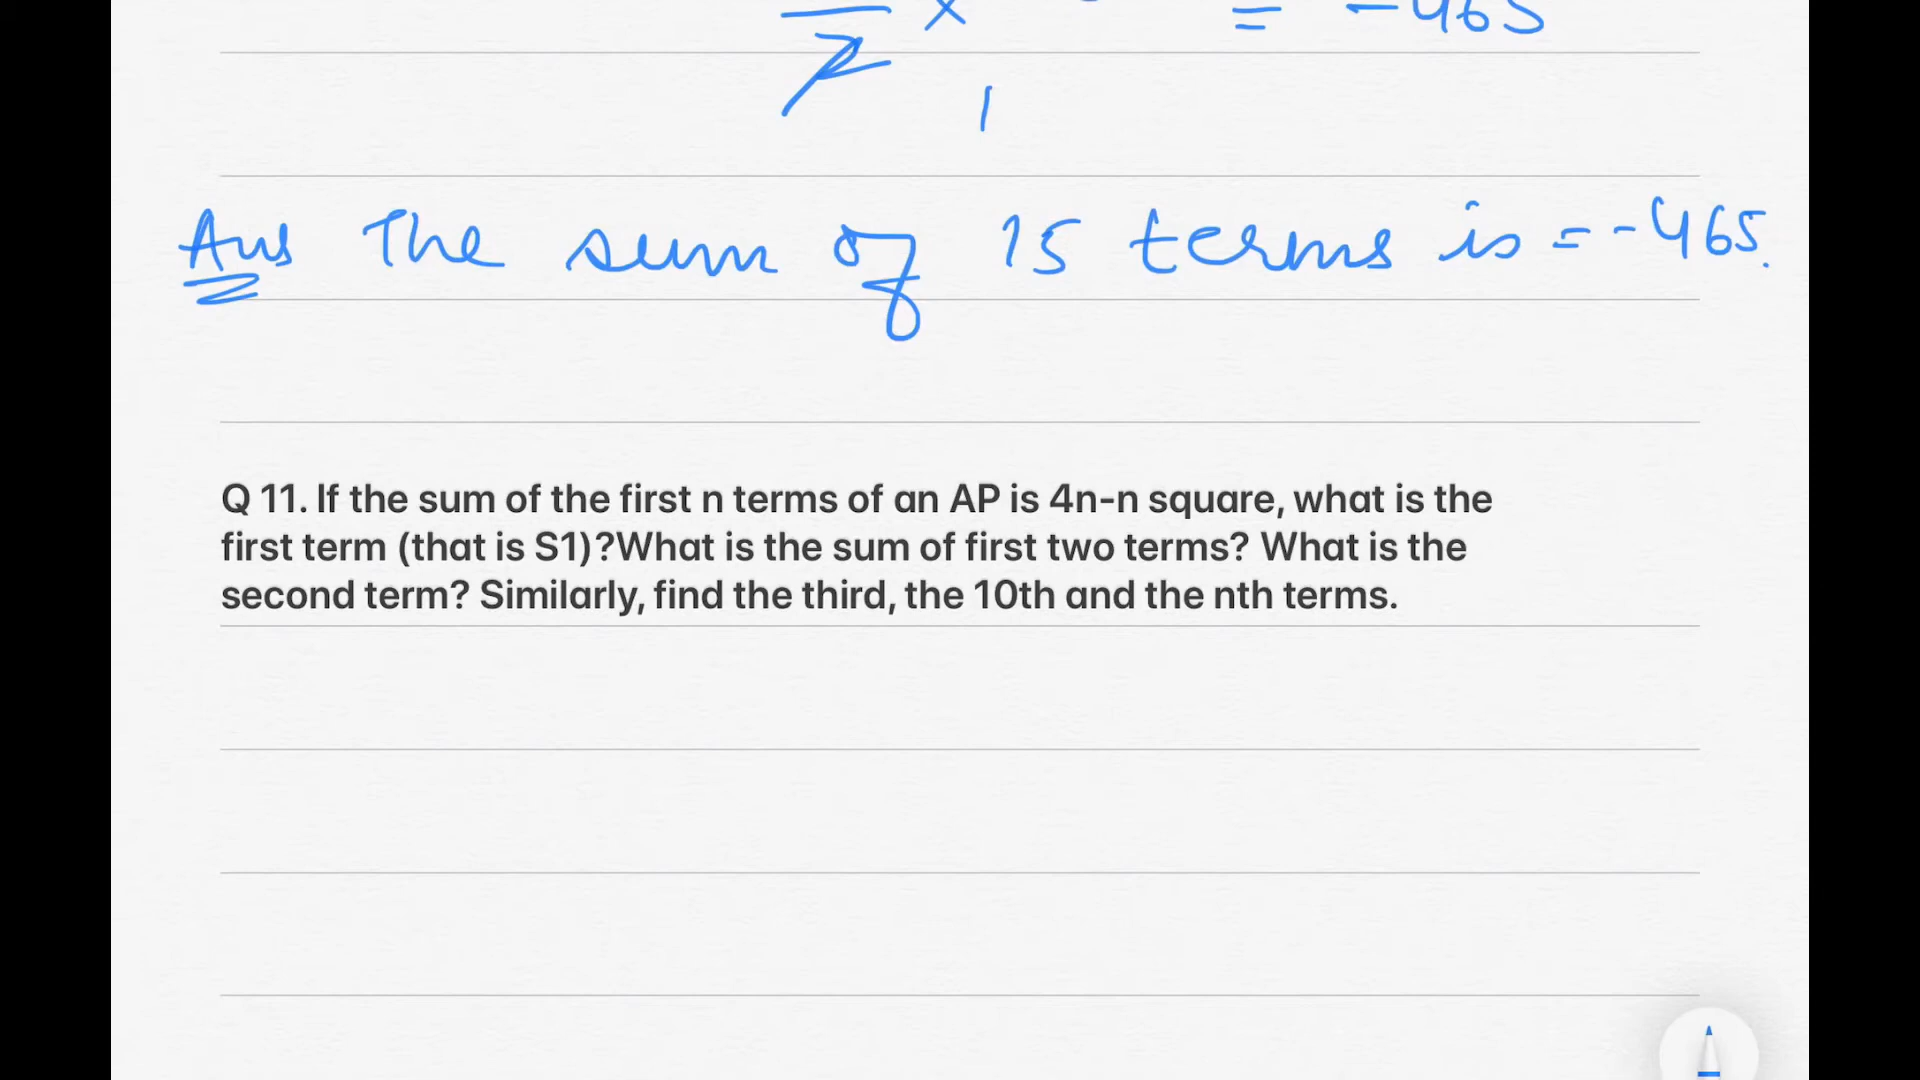 × = -465
2
1
Ans The sum of 15 terms is = -465.
Q 11. If the sum of the first n terms of an AP is 4n-n square, what is the
first term (that is S1)?What is the sum of first two terms? What is the
second term? Similarly, find the third, the 10th and the nth terms.